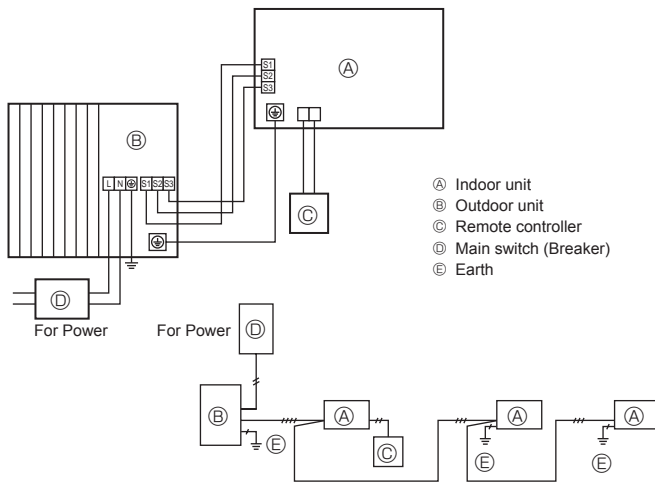 S1
S2
S3
Ⓐ
Ⓑ
L N S1 S2 S3
Ⓒ
Ⓐ Indoor unit
Ⓑ Outdoor unit
Ⓒ Remote controller
Ⓓ Main switch (Breaker)
Ⓔ Earth
Ⓓ
For Power
For Power Ⓓ
Ⓑ Ⓐ Ⓐ Ⓐ
Ⓔ Ⓒ Ⓔ Ⓔ